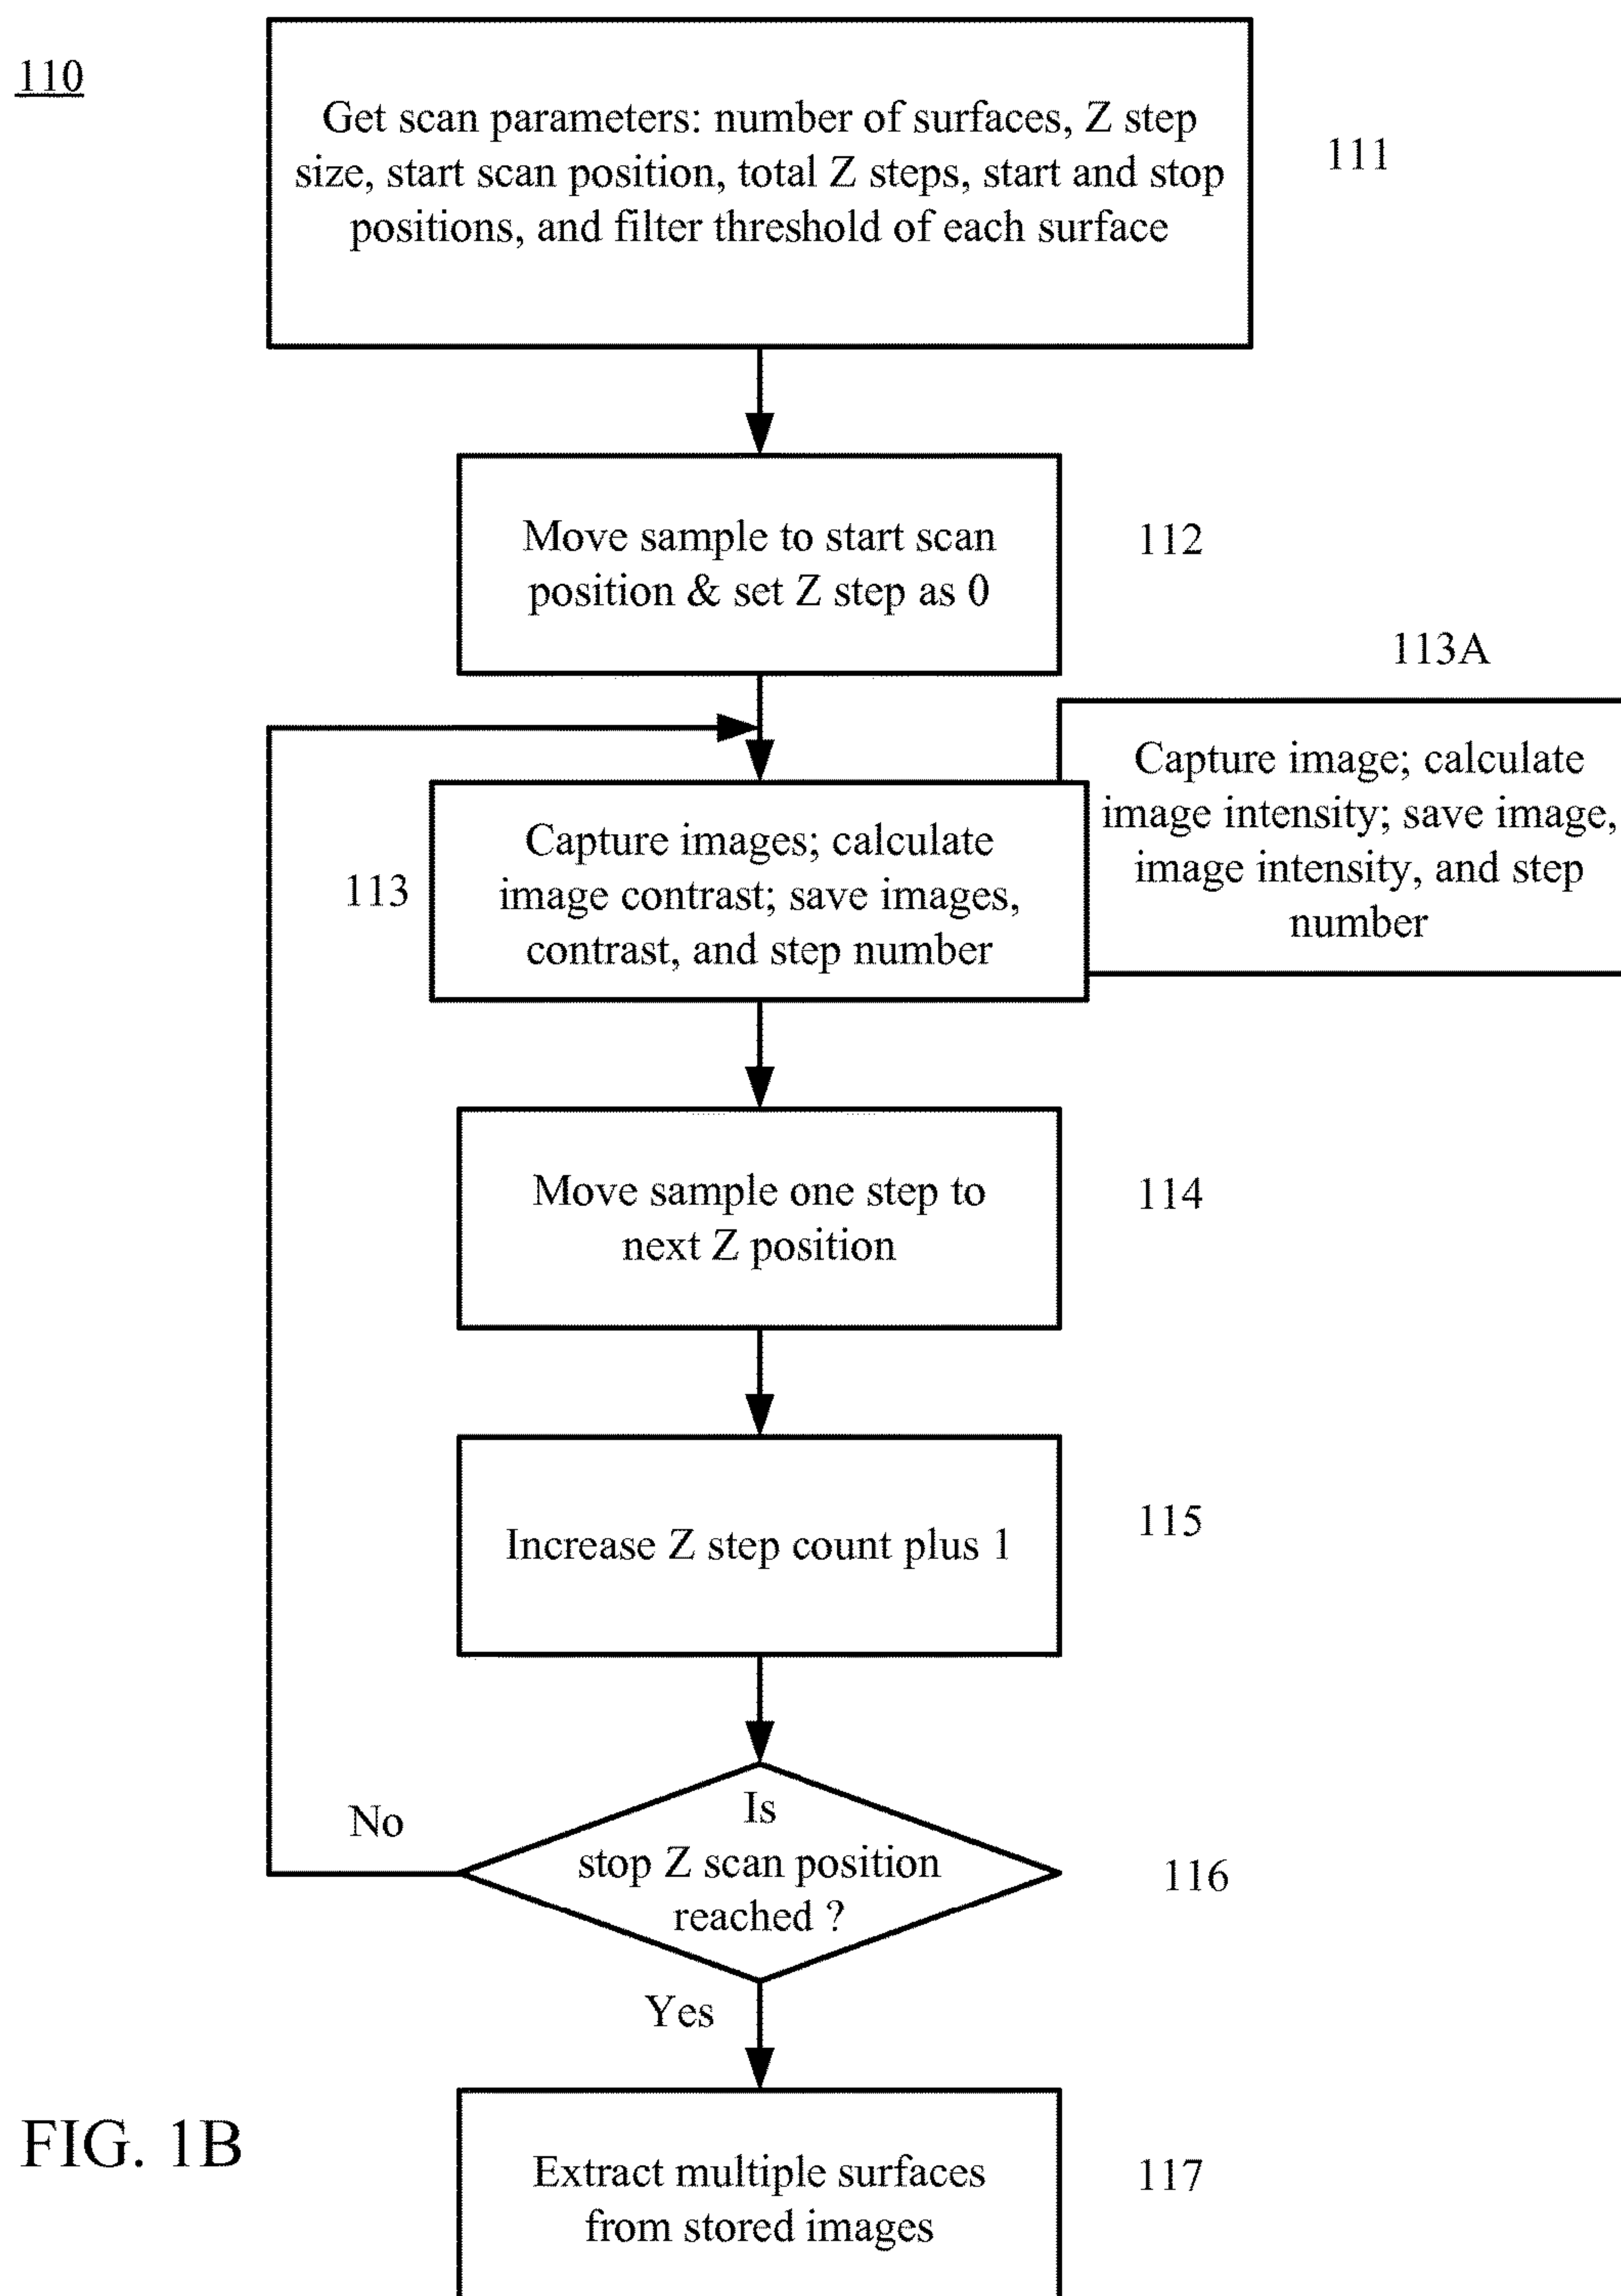 110
Get scan parameters: number of surfaces, Z step
size, start scan position, total Z steps, start and stop
positions, and filter threshold of each surface
111
Move sample to start scan
position & set Z step as 0
112
113A
Capture image; calculate
image intensity; save image,
image intensity, and step
number
Capture images; calculate
image contrast; save images,
contrast, and step number
113
Move sample one step to
next Z position
114
Increase Z step count plus 1
115
Is
stop Z scan position
reached ?
116
No
Yes
Extract multiple surfaces
from stored images
117
FIG. 1B